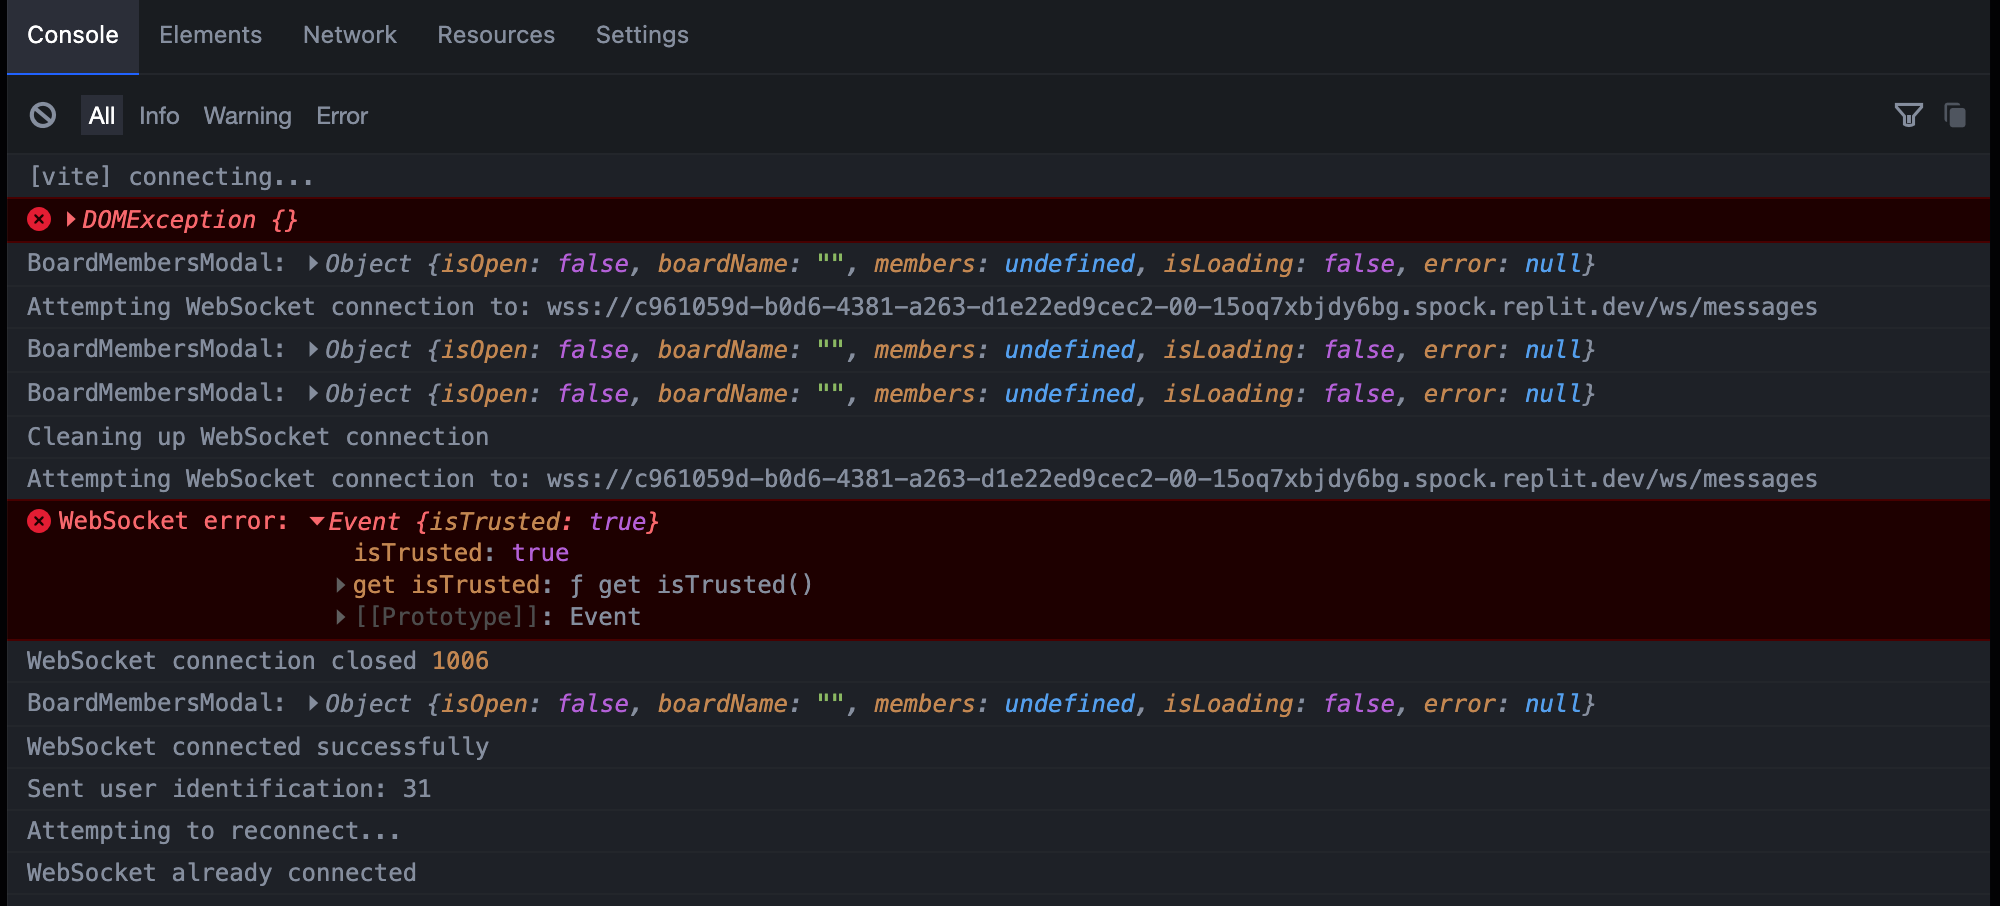 Console Elements Network Resources Settings
All Info Warning Error
[vite] connecting...
DOMException {}
BoardMembersModal: Object {isOpen: false, boardName: "", members: undefined, isLoading: false, error: null}
Attempting WebSocket connection to: wss://c961059d-b0d6-4381-a263-d1e22ed9cec2-00-15oq7xbjdy6bg.spock.replit.dev/ws/messages
BoardMembersModal: Object {isOpen: false, boardName: "", members: undefined, isLoading: false, error: null}
BoardMembersModal: Object {isOpen: false, boardName: "", members: undefined, isLoading: false, error: null}
Cleaning up WebSocket connection
Attempting WebSocket connection to: wss://c961059d-b0d6-4381-a263-d1e22ed9cec2-00-15oq7xbjdy6bg.spock.replit.dev/ws/messages
WebSocket error: Event {isTrusted: true}
isTrusted: true
get isTrusted: ƒ get isTrusted()
[[Prototype]]: Event
WebSocket connection closed 1006
BoardMembersModal: Object {isOpen: false, boardName: "", members: undefined, isLoading: false, error: null}
WebSocket connected successfully
Sent user identification: 31
Attempting to reconnect...
WebSocket already connected